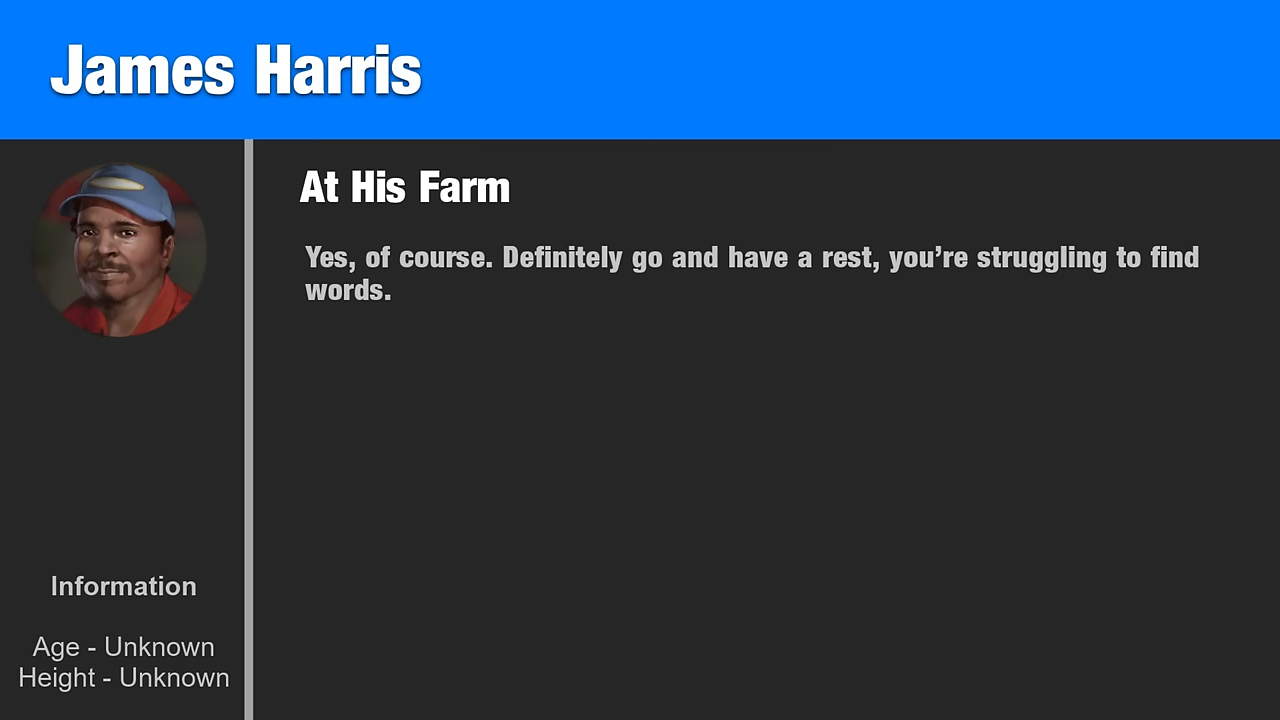 James Harris
At His Farm
Yes, of course. Definitely go and have a rest, you’re struggling to find
words.
Information
Age - Unknown
Height - Unknown